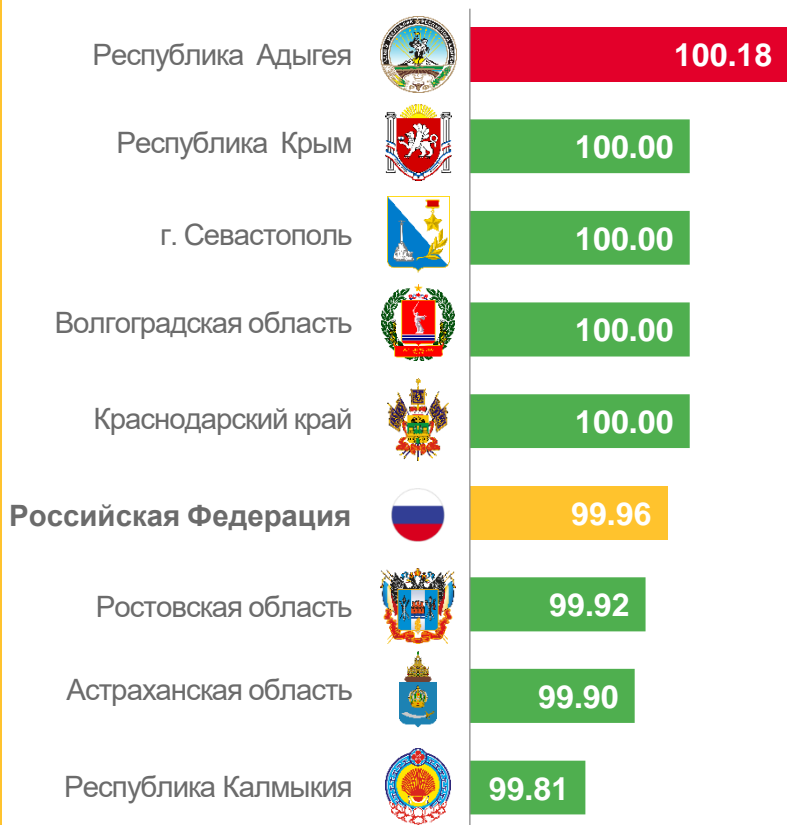 Республика Адыгея 100.18
Республика Крым 100.00
г. Севастополь 100.00
Волгоградская область 100.00
Краснодарский край 100.00
Российская Федерация 99.96
Ростовская область 99.92
Астраханская область 99.90
Республика Калмыкия 99.81